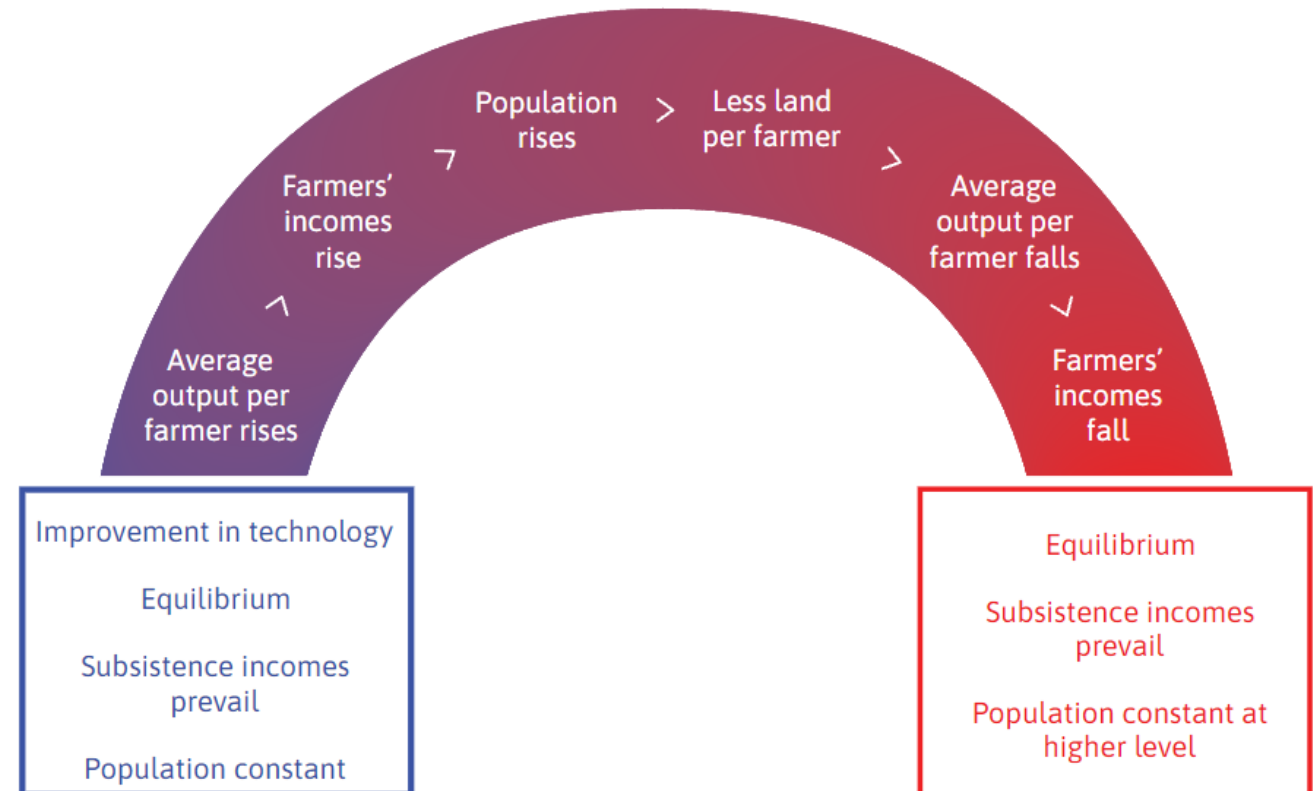 Improvement in technology
Equilibrium
Subsistence incomes
prevail
Population constant
Average
output per
farmer rises
>
Farmers'
incomes
rise
>
Population
rises
>
Less land
per farmer
>
Average
output per
farmer falls
>
Farmers'
incomes
fall
Equilibrium
Subsistence incomes
prevail
Population constant at
higher level